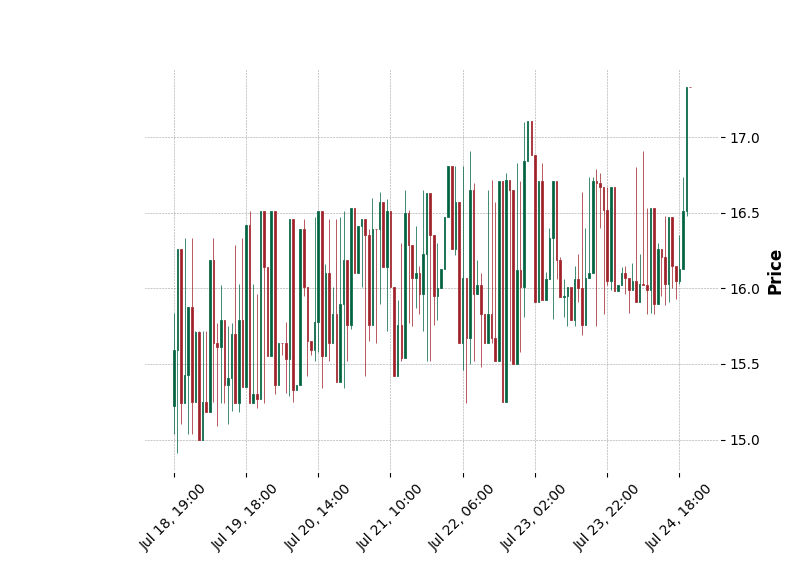 17.0
16.5
16.0
15.5
15.0
Price
Jul 18, 19:00
Jul 19, 18:00
Jul 20, 14:00
Jul 21, 10:00
Jul 22, 06:00
Jul 23, 02:00
Jul 23, 22:00
Jul 24, 18:00